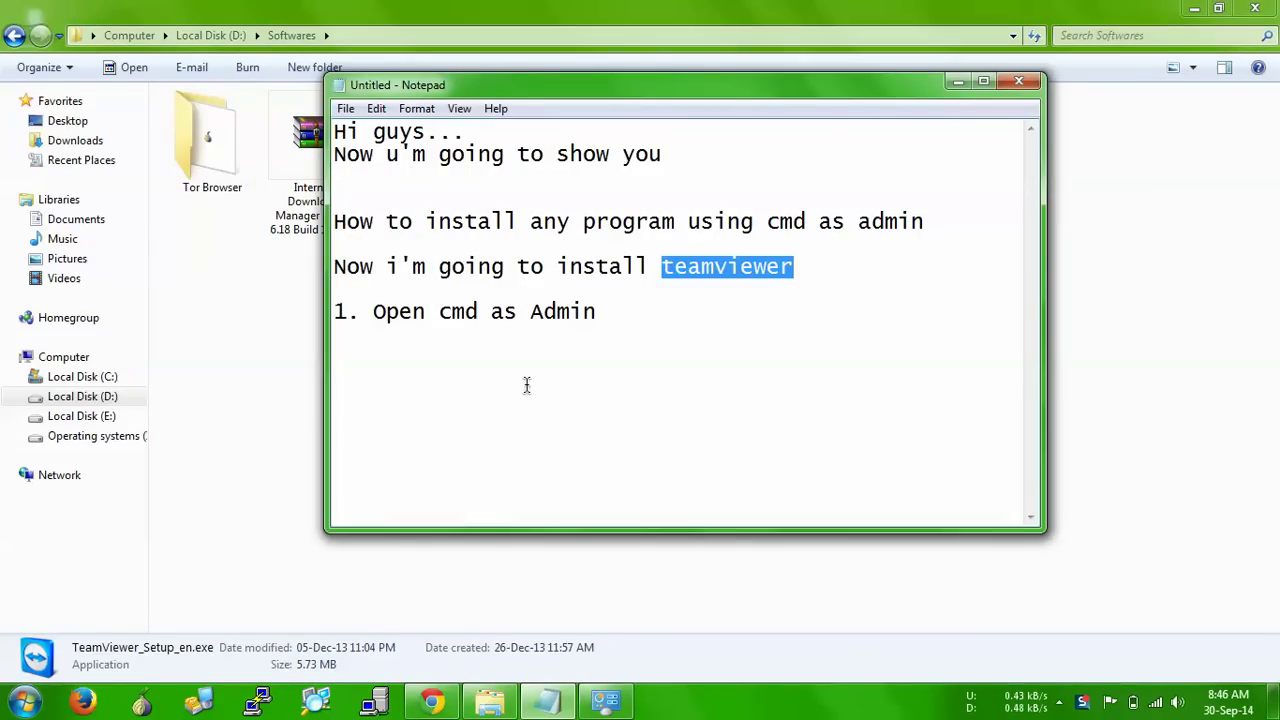 Computer
Local Disk (D:)
Softwares
Search Softwares
Organize
Open
E-mail
Burn
New folder
Favorites
Desktop
Downloads
Recent Places
Libraries
Documents
Music
Pictures
Videos
Homegroup
Computer
Local Disk (C:)
Local Disk (D:)
Local Disk (E:)
Operating systems (
Network
Tor Browser
Intern
Downlo
Manager
6.18 Build
Untitled - Notepad
File Edit Format View Help
Hi guys...
Now u'm going to show you
How to install any program using cmd as admin
Now i'm going to install teamviewer
1. Open cmd as Admin
TeamViewer_Setup_en.exe Date modified: 05-Dec-13 11:04 PM Date created: 26-Dec-13 11:57 AM
Application Size: 5.73 MB
U: 0.43 kB/s
D: 0.48 kB/s
8:46 AM
30-Sep-14